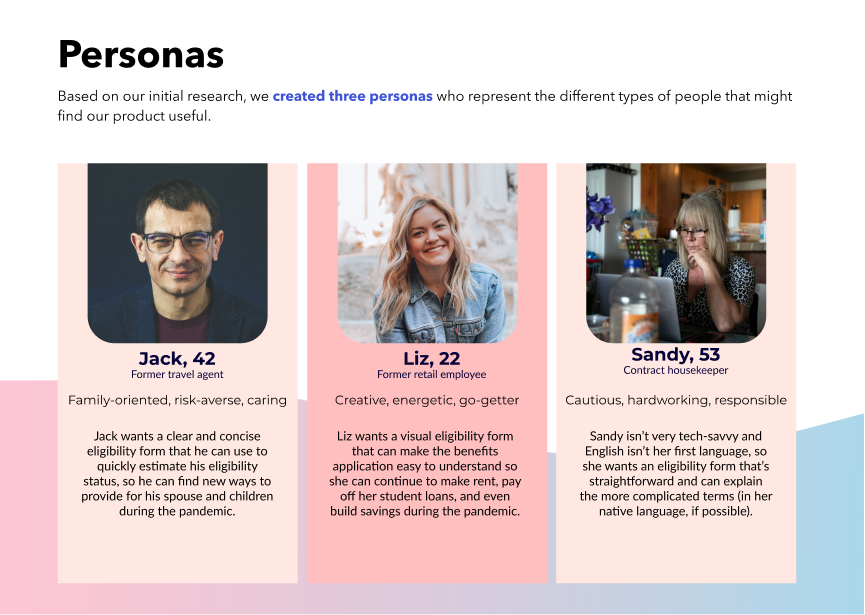 Personas
Based on our initial research, we created three personas who represent the different types of people that might
find our product useful.
Jack, 42
Former travel agent
Family-oriented, risk-averse, caring
Jack wants a clear and concise
eligibility form that he can use to
quickly estimate his eligibility
status, so he can find new ways to
provide for his spouse and children
during the pandemic.
Liz, 22
Former retail employee
Creative, energetic, go-getter
Liz wants a visual eligibility form
that can make the benefits
application easy to understand so
she can continue to make rent, pay
off her student loans, and even
build savings during the pandemic.
Sandy, 53
Contract housekeeper
Cautious, hardworking, responsible
Sandy isn’t very tech-savvy and
English isn’t her first language, so
she wants an eligibility form that’s
straightforward and can explain
the more complicated terms (in her
native language, if possible).